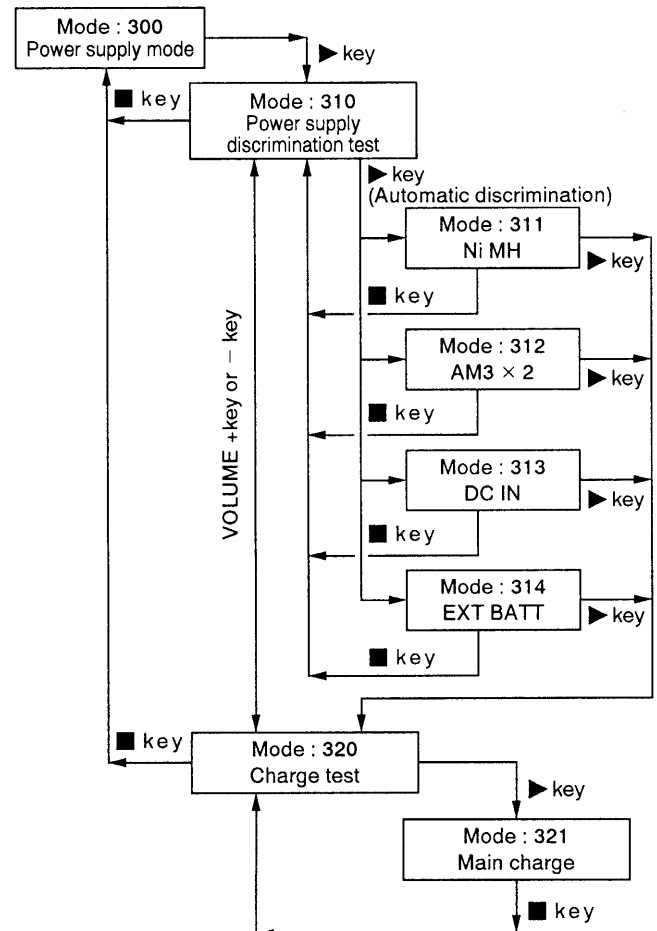 Mode : 300
Power supply mode
▶ key
■ key
Mode : 310
Power supply
discrimination test
▶ key
(Automatic discrimination)
Mode : 311
Ni MH
▶ key
■ key
Mode : 312
AM3 × 2
▶ key
■ key
VOLUME +key or − key
Mode : 313
DC IN
▶ key
■ key
Mode : 314
EXT BATT
▶ key
■ key
■ key
Mode : 320
Charge test
▶ key
Mode : 321
Main charge
■ key